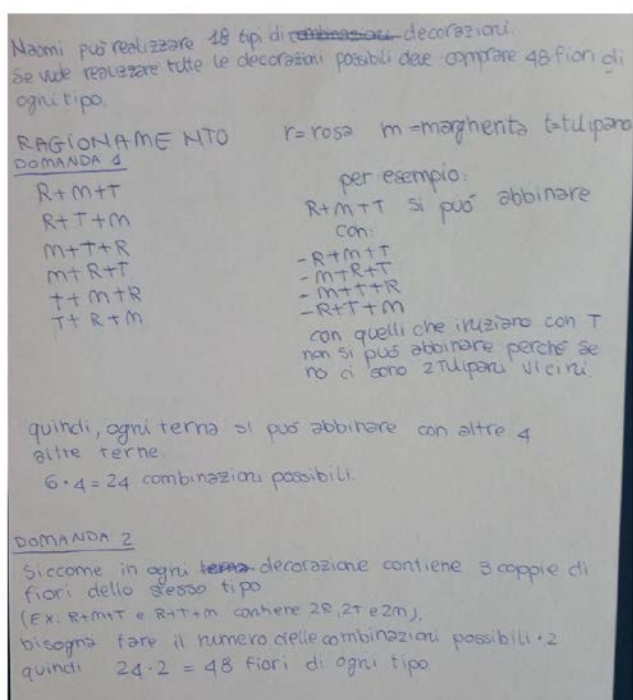 Naomi può realizzare 18 tipi di combinazioni decorazioni.
Se vuole realizzare tutte le decorazioni possibili deve comprare 48 fiori di
ogni tipo.
RAGIONAMENTO r=rosa m=margherita t=tulipano
DOMANDA 1
R+M+T
R+T+M
M+T+R
M+R+T
T+M+R
T+R+M
per esempio:
R+M+T si può abbinare
con:
-R+M+T
-M+R+T
-M+T+R
-R+T+M
con quelli che iniziano con T
non si può abbinare perché se
no ci sono 2 Tulipani vicini.
quindi, ogni terna si può abbinare con altre 4
altre terne.
6·4=24 combinazioni possibili.
DOMANDA 2
Siccome in ogni terna decorazione contiene 3 coppie di
fiori dello stesso tipo
(EX: R+M+T e R+T+M contiene 2R, 2T e 2M),
bisogna fare il numero delle combinazioni possibili·2
quindi 24·2 = 48 fiori di ogni tipo